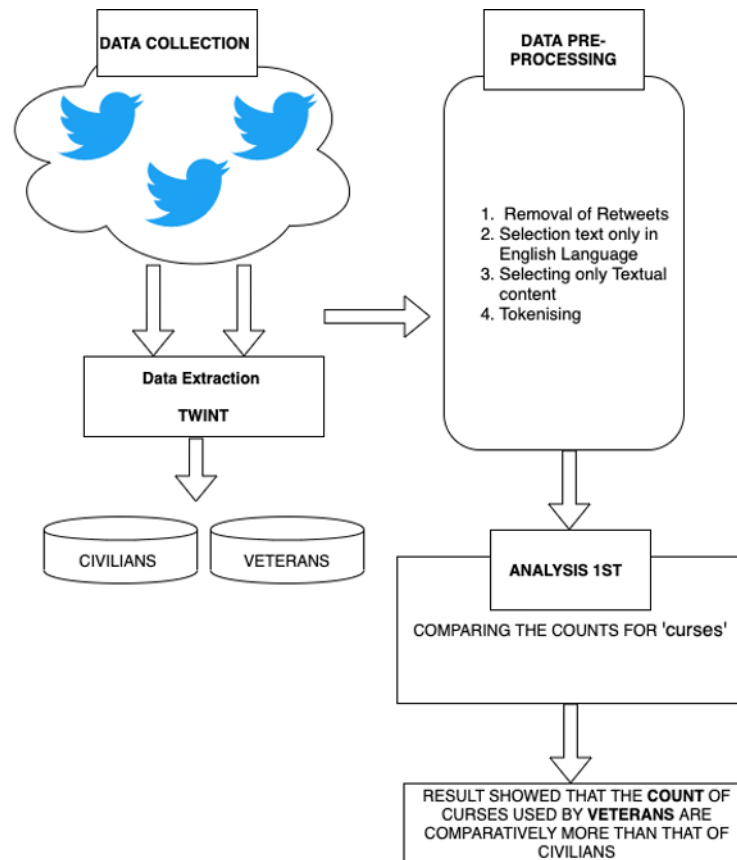 DATA COLLECTION
Data Extraction
TWINT
CIVILIANS
VETERANS
DATA PRE-
PROCESSING
1. Removal of Retweets
2. Selection text only in
English Language
3. Selecting only Textual
content
4. Tokenising
ANALYSIS 1ST
COMPARING THE COUNTS FOR 'curses'
RESULT SHOWED THAT THE COUNT OF
CURSES USED BY VETERANS ARE
COMPARATIVELY MORE THAN THAT OF
CIVILIANS